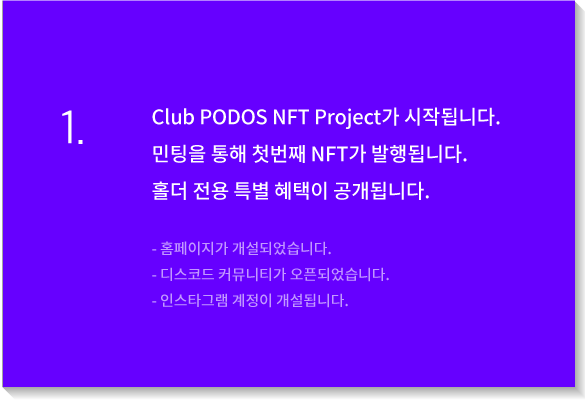 1.
Club PODOS NFT Project가 시작됩니다.
민팅을 통해 첫번째 NFT가 발행됩니다.
홀더 전용 특별 혜택이 공개됩니다.
- 홈페이지가 개설되었습니다.
- 디스코드 커뮤니티가 오픈되었습니다.
- 인스타그램 계정이 개설됩니다.